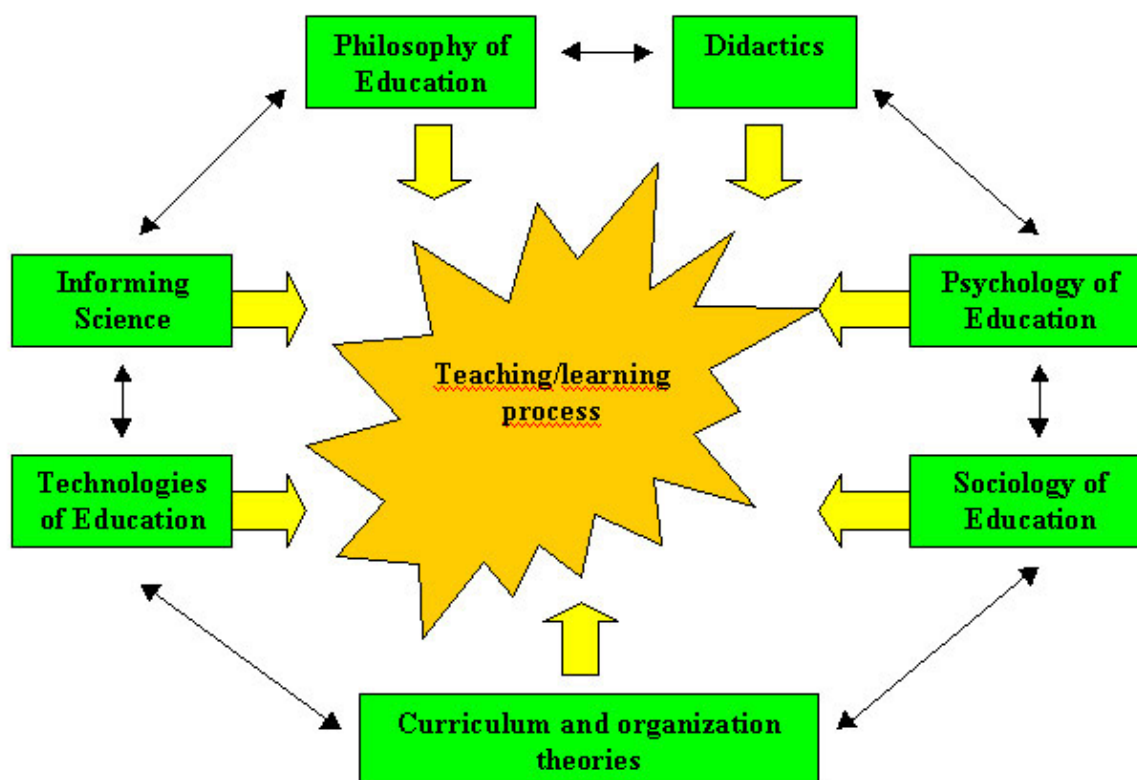 Philosophy of
Education
Didactics
Informing
Science
Psychology of
Education
Teaching/learning
process
Technologies
of Education
Sociology of
Education
Curriculum and organization
theories